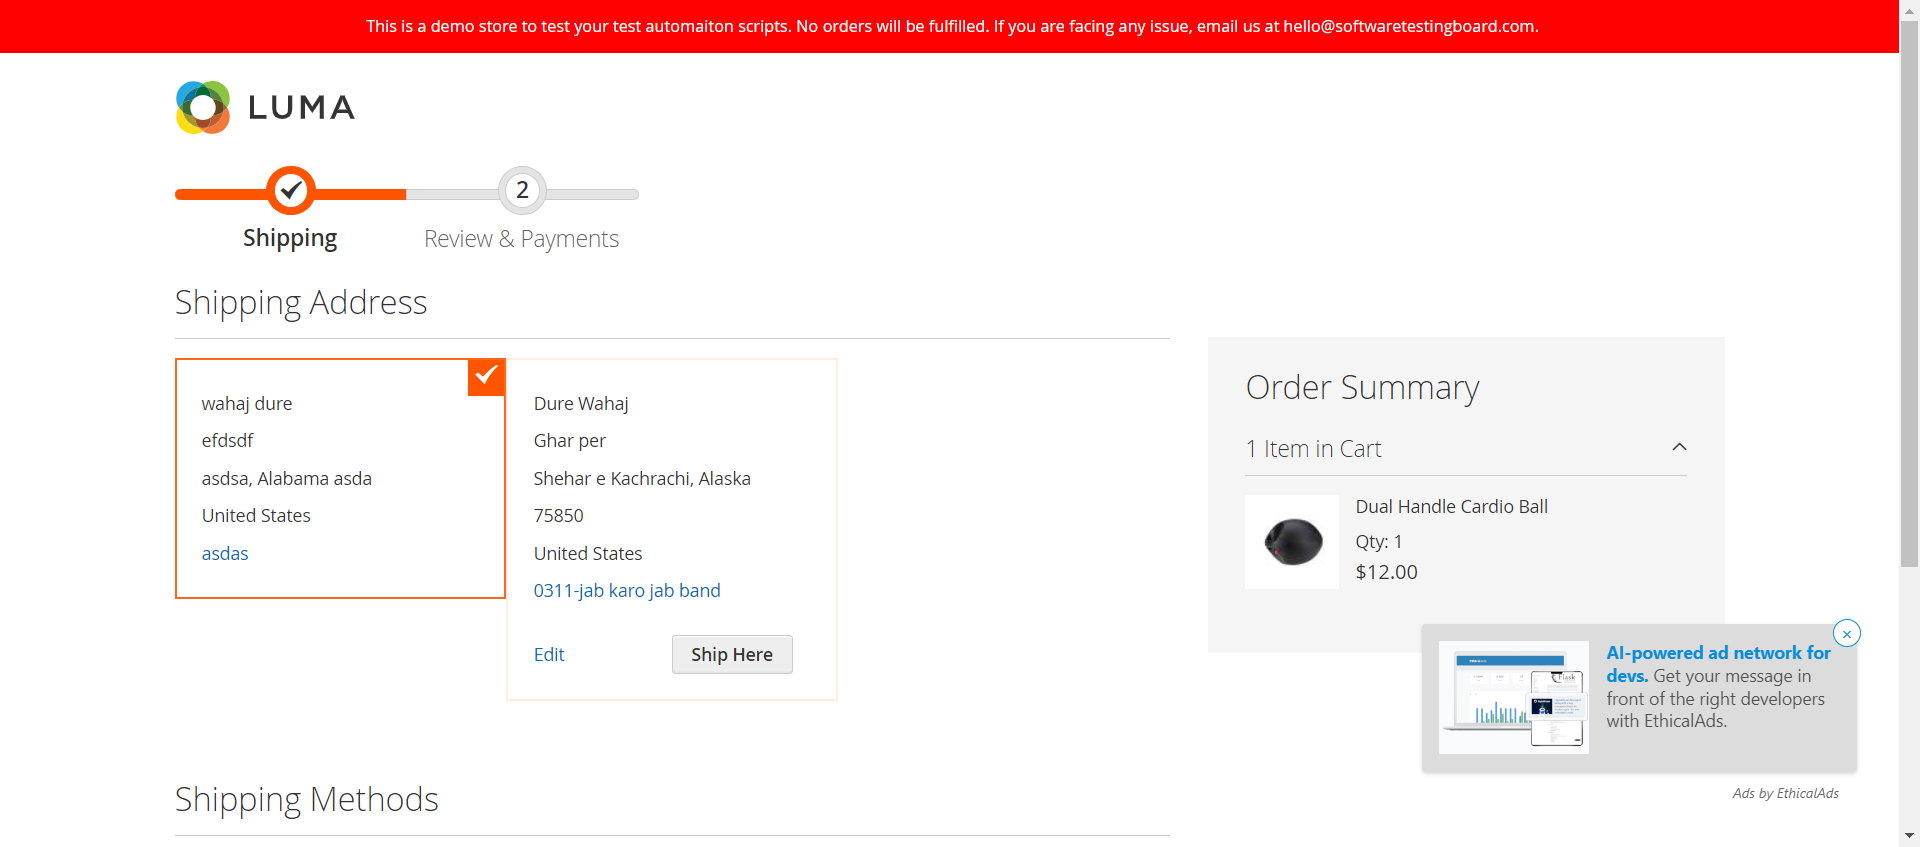 This is a demo store to test your test automaiton scripts. No orders will be fulfilled. If you are facing any issue, email us at hello@softwaretestingboard.com.
LUMA
2
Shipping
Review & Payments
Shipping Address
wahaj dure
efdsdf
asdsa, Alabama asda
United States
asdas
Dure Wahaj
Ghar per
Shehar e Kachrachi, Alaska
75850
United States
0311-jab karo jab band
Edit
Ship Here
Order Summary
1 Item in Cart
Dual Handle Cardio Ball
Qty: 1
$12.00
AI-powered ad network for
devs. Get your message in
front of the right developers
with EthicalAds.
Ads by EthicalAds
Shipping Methods